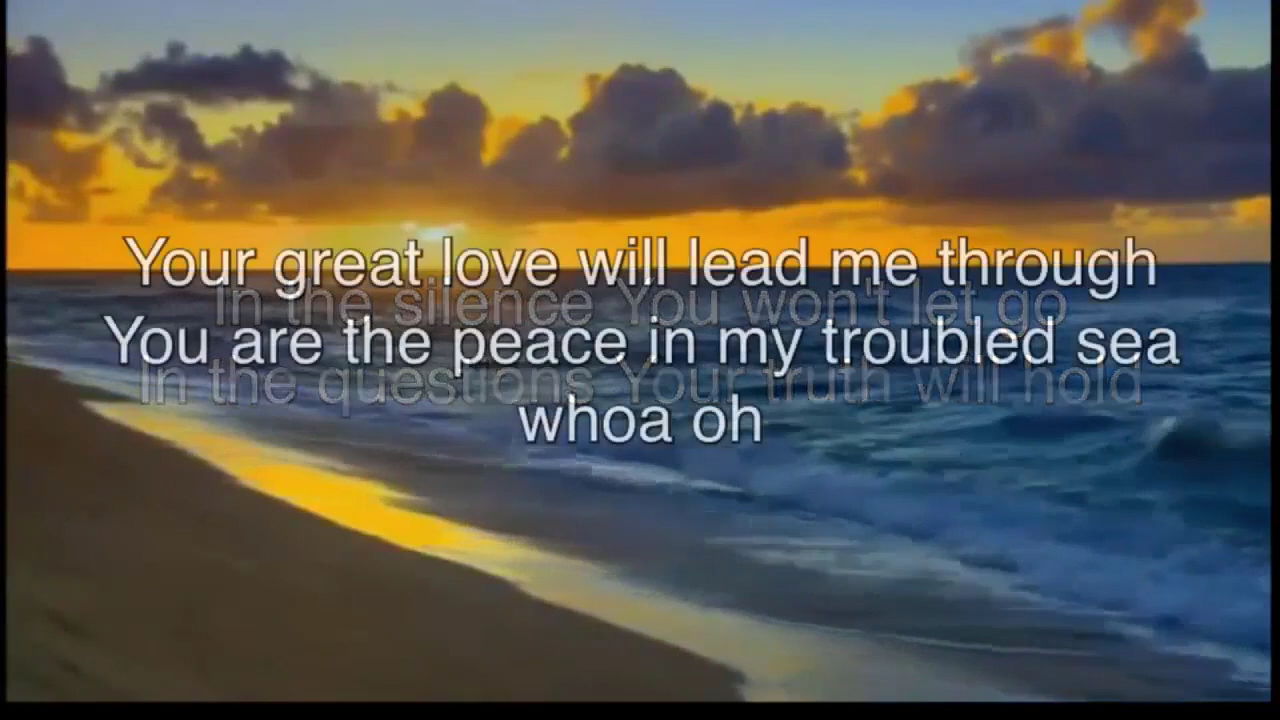 Your great love will lead me through
In the silence You won't let go
You are the peace in my troubled sea
In the questions Your truth will hold
whoa oh